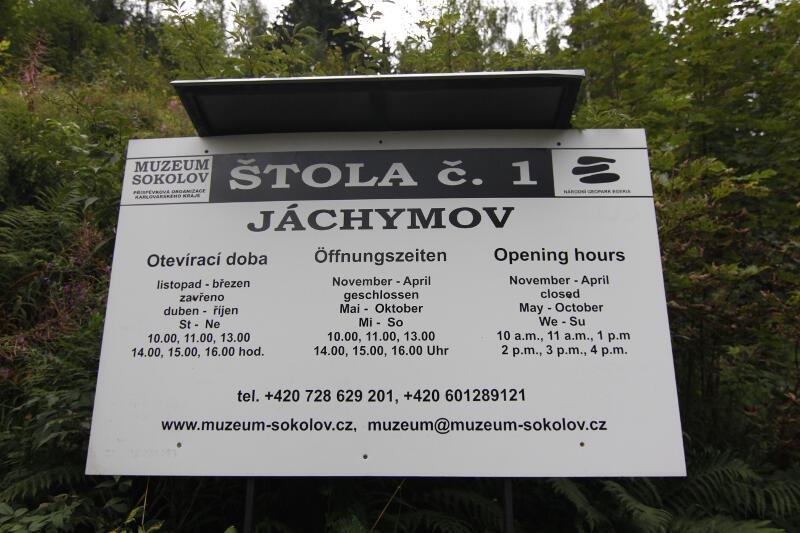 MUZEUM
SOKOLOV
PŘÍSPĚVKOVÁ ORGANIZACE
KARLOVARSKÉHO KRAJE
ŠTOLA č. 1
NÁRODNÍ GEOPARK EGERIA
JÁCHYMOV
Otevírací doba
listopad - březen
zavřeno
duben - říjen
St - Ne
10.00, 11.00, 13.00
14.00, 15.00, 16.00 hod.
Öffnungszeiten
November - April
geschlossen
Mai - Oktober
Mi - So
10.00, 11.00, 13.00
14.00, 15.00, 16.00 Uhr
Opening hours
November - April
closed
May - October
We - Su
10 a.m., 11 a.m., 1 p.m
2 p.m., 3 p.m., 4 p.m.
tel. +420 728 629 201, +420 601289121
www.muzeum-sokolov.cz, muzeum@muzeum-sokolov.cz